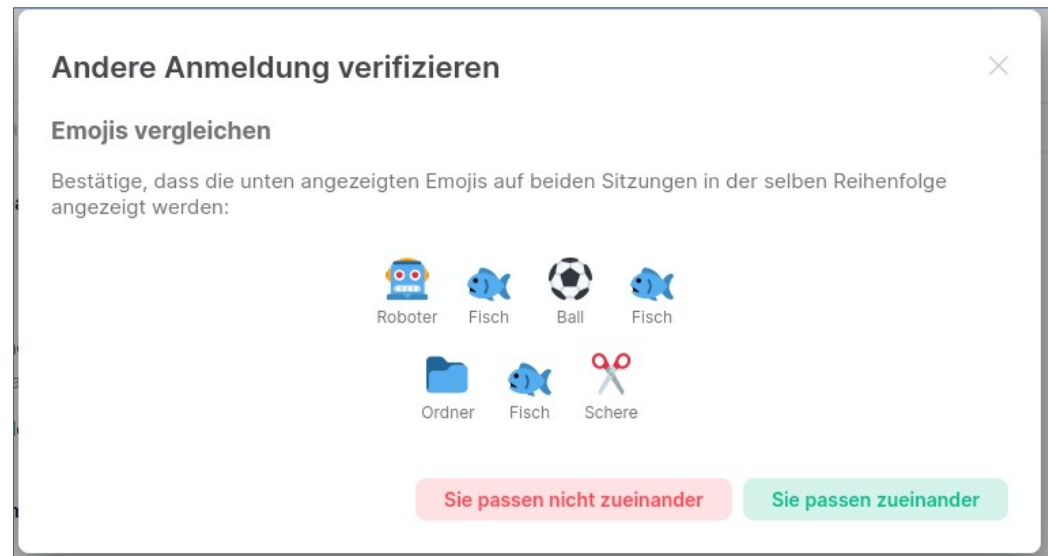 Andere Anmeldung verifizieren
Emojis vergleichen
Bestätige, dass die unten angezeigten Emojis auf beiden Sitzungen in der selben Reihenfolge
angezeigt werden:
Roboter Fisch Ball Fisch
Ordner Fisch Schere
Sie passen nicht zueinander Sie passen zueinander